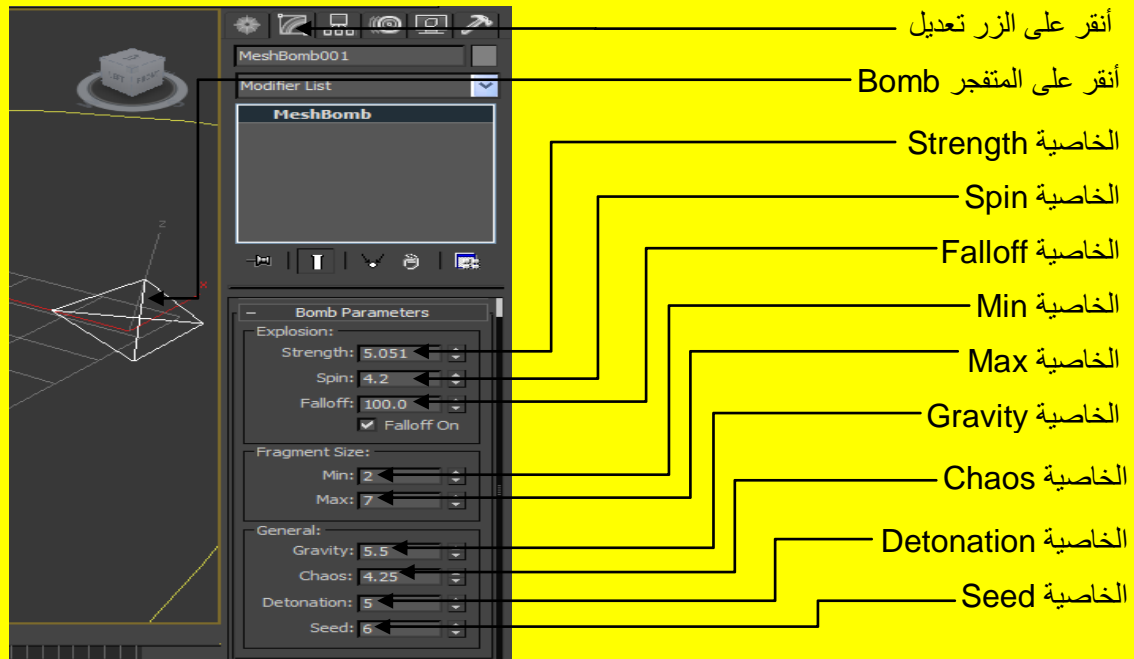 MeshBomb001
Modifier List
MeshBomb
z
x
Bomb Parameters
Explosion:
Strength: 5.051
Spin: 4.2
Falloff: 100.0
Falloff On
Fragment Size:
Min: 2
Max: 7
General:
Gravity: 5.5
Chaos: 4.25
Detonation: 5
Seed: 6
أنقر على الزر تعديل
أنقر على المتفجر Bomb
الخاصية Strength
الخاصية Spin
الخاصية Falloff
الخاصية Min
الخاصية Max
الخاصية Gravity
الخاصية Chaos
الخاصية Detonation
الخاصية Seed